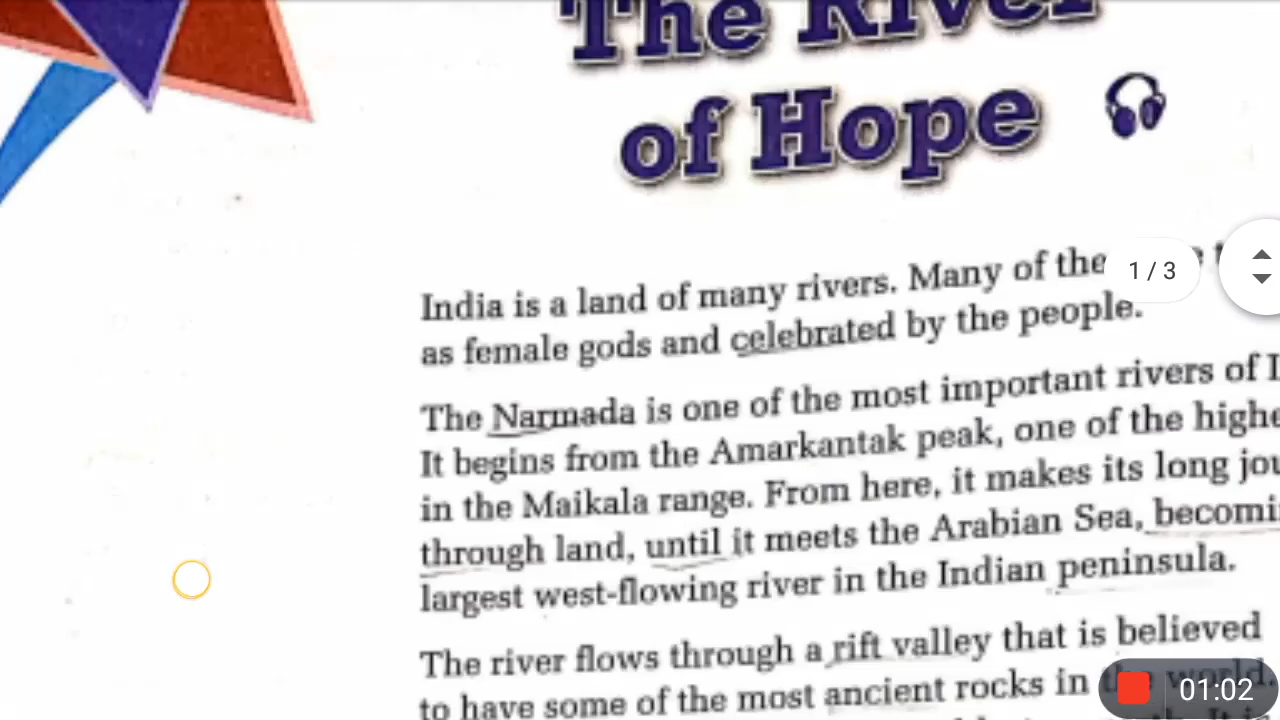 The River
of Hope
India is a land of many rivers. Many of the
1 / 3
as female gods and celebrated by the people.
The Narmada is one of the most important rivers of
It begins from the Amarkantak peak, one of the
in the Maikala range. From here, it makes its long
through land, until it meets the Arabian Sea,
largest west-flowing river in the Indian peninsula.
The river flows through a rift valley that is believed
to have some of the most ancient rocks in the world.
01:02